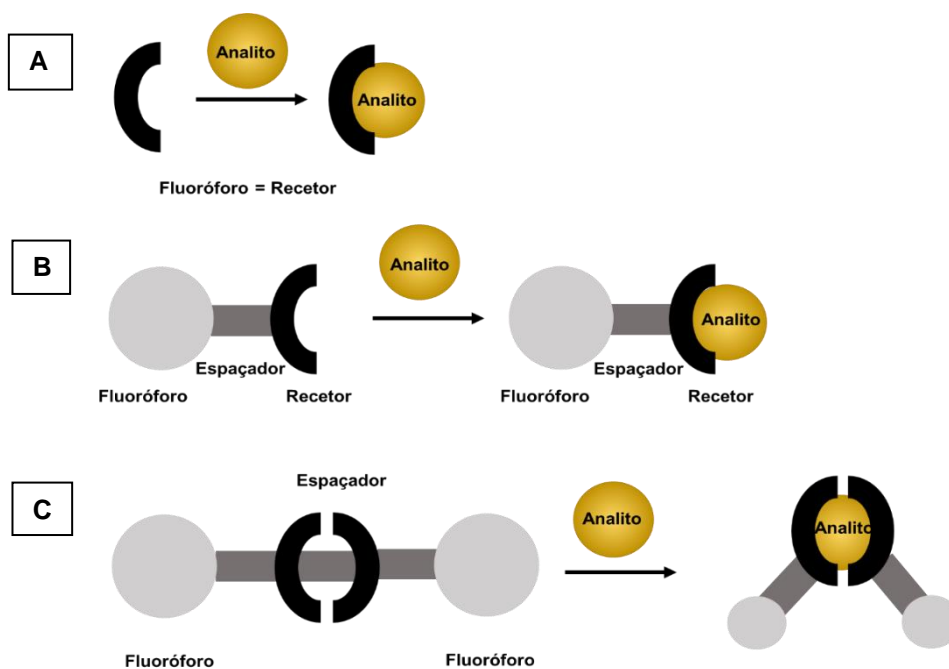 A
Analito
Analito
Fluoróforo = Recetor
B
Analito
Analito
Espaçador
Espaçador
Fluoróforo
Recetor
Fluoróforo
Recetor
C
Espaçador
Analito
Analito
Fluoróforo
Fluoróforo